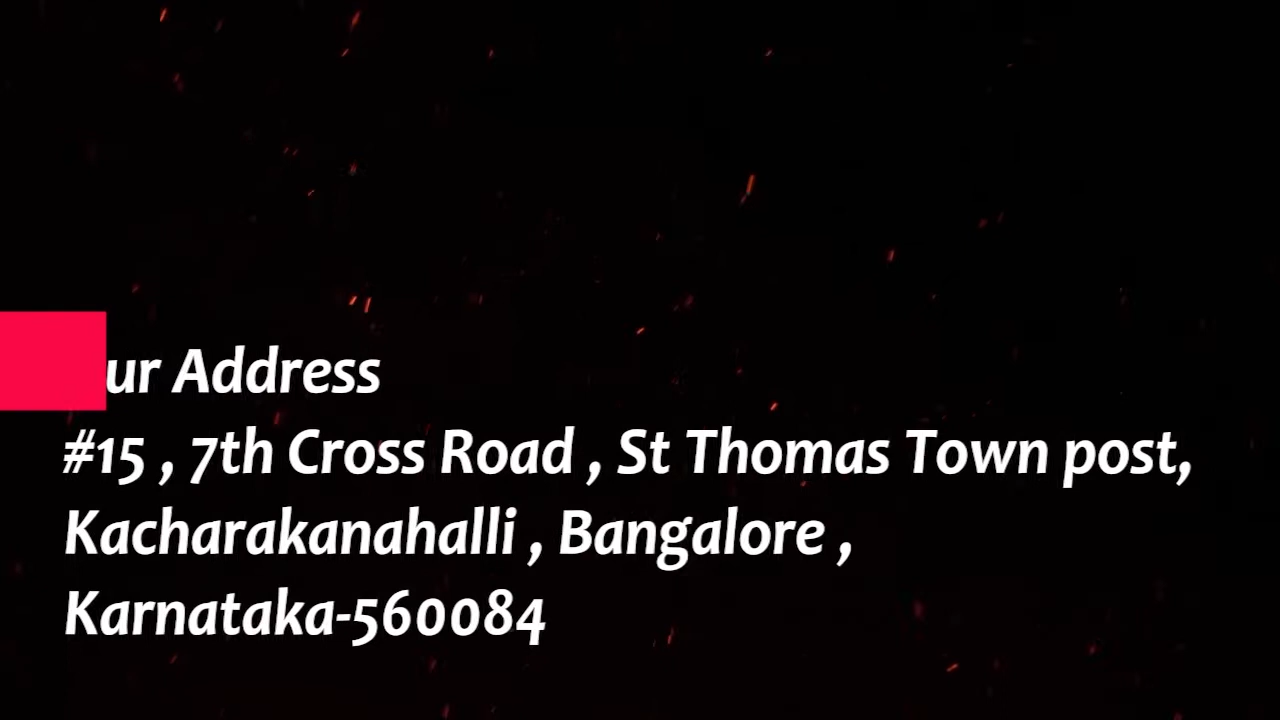 ur Address
#15 , 7th Cross Road , St Thomas Town post,
Kacharakanahalli , Bangalore ,
Karnataka-560084